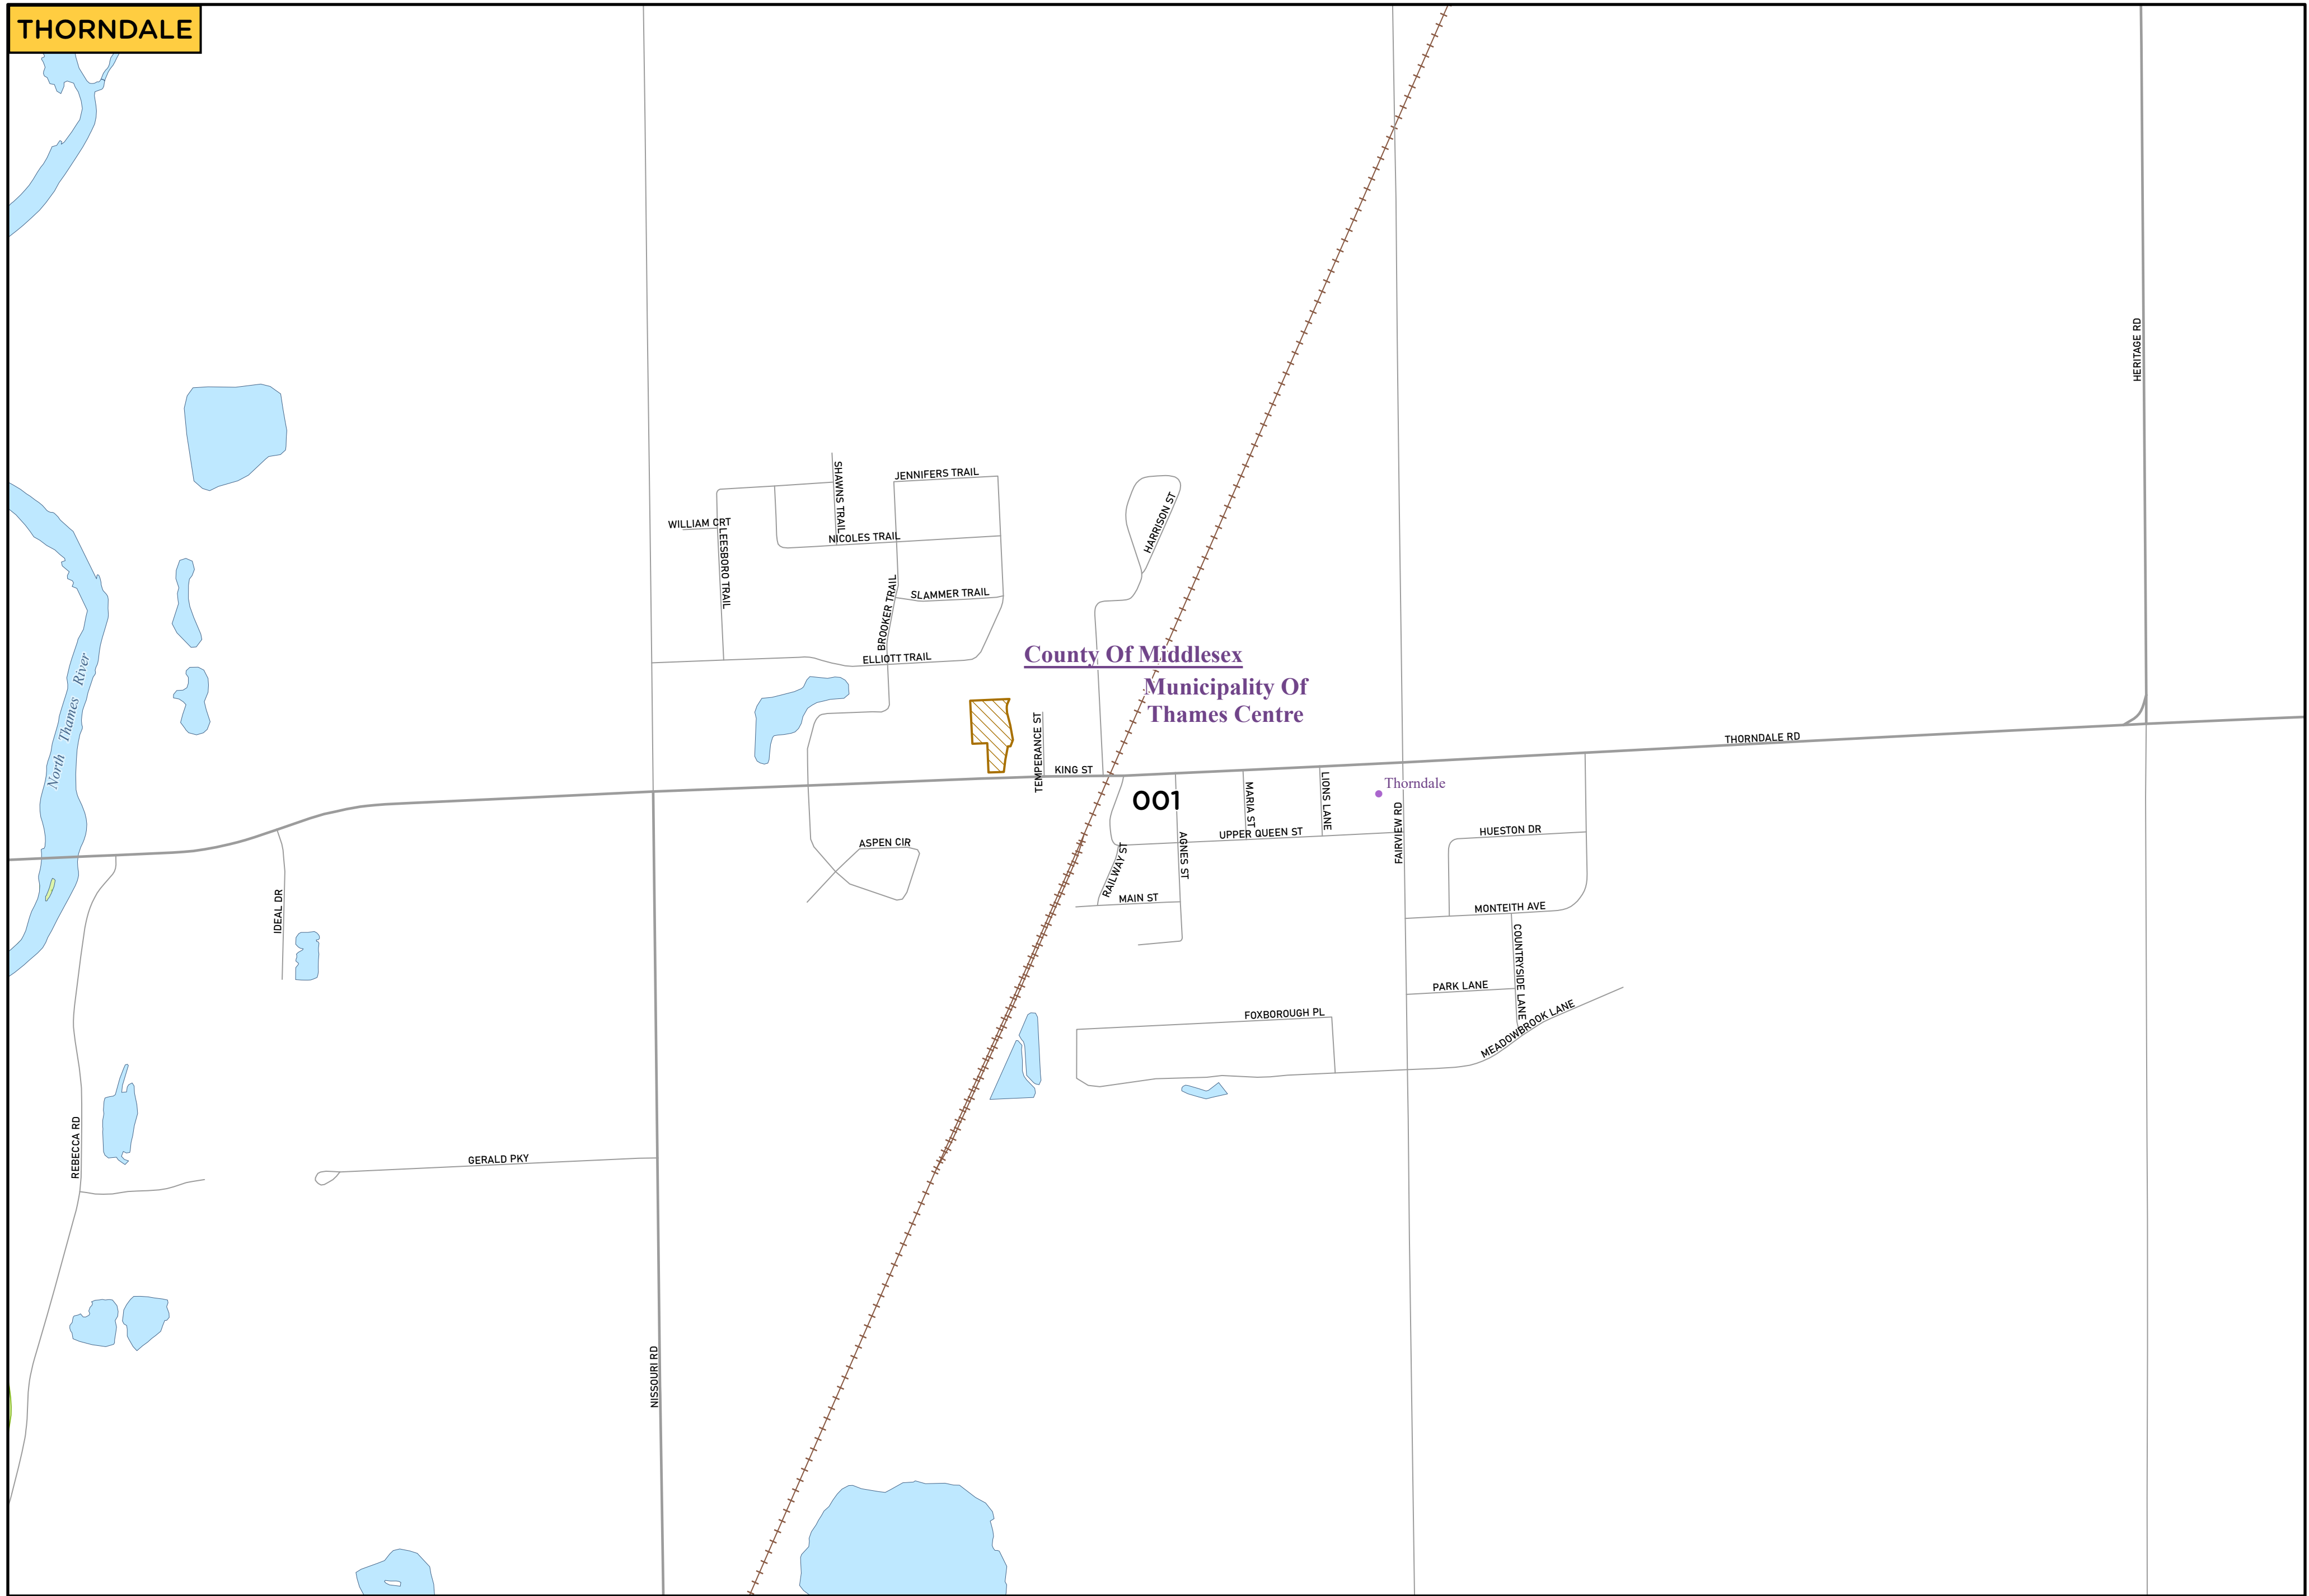 THORNDALE
HERITAGE RD
JENNIFERS TRAIL
SHAWNS TRAIL
WILLIAM CRT
LEESBORO TRAIL
NICOLES TRAIL
HARRISON ST
BROOKER TRAIL
SLAMMER TRAIL
ELLIOTT TRAIL
County Of Middlesex
Municipality Of
Thames Centre
North Thames River
TEMPERANCE ST
KING ST
THORNDALE RD
Thorndale
001
MARIA ST
LIONS LANE
FAIRVIEW RD
UPPER QUEEN ST
HUESTON DR
AGNES ST
RAILWAY ST
ASPEN CIR
MAIN ST
IDEAL DR
MONTEITH AVE
COUNTRYSIDE LANE
PARK LANE
MEADOWBROOK LANE
FOXBOROUGH PL
REBECCA RD
GERALD PKY
NISSOURI RD